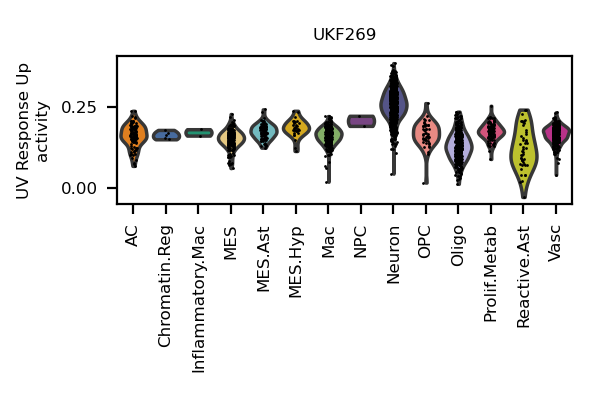 UKF269
UV Response Up
activity
0.25
0.00
AC
Chromatin.Reg
Inflammatory.Mac
MES
MES.Ast
MES.Hyp
Mac
NPC
Neuron
OPC
Oligo
Prolif.Metab
Reactive.Ast
Vasc